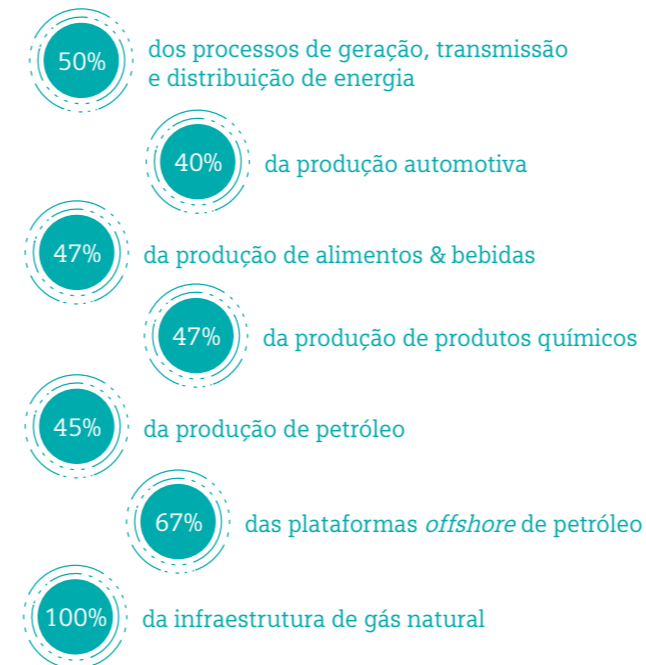 50%
dos processos de geração, transmissão
e distribuição de energia
40%
da produção automotiva
47%
da produção de alimentos & bebidas
47%
da produção de produtos químicos
45%
da produção de petróleo
67%
das plataformas offshore de petróleo
100%
da infraestrutura de gás natural